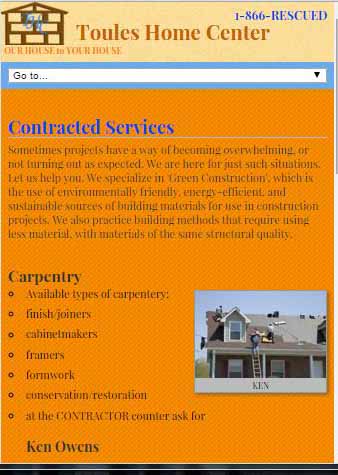 1-866-RESCUED
Toules Home Center
OUR HOUSE to YOUR HOUSE
Go to...
Contracted Services
Sometimes projects have a way of becoming overwhelming, or
not turning out as expected. We are here for just such situations.
Let us help you. We specialize in 'Green Construction', which is
the use of environmentally friendly, energy-efficient, and
sustainable sources of building materials for use in construction
projects. We also practice building methods that require using
less material, with materials of the same structural quality.
Carpentry
Available types of carpentery:
finish/joiners
cabinetmakers
framers
formwork
conservation/restoration
at the CONTRACTOR counter ask for
KEN
Ken Owens